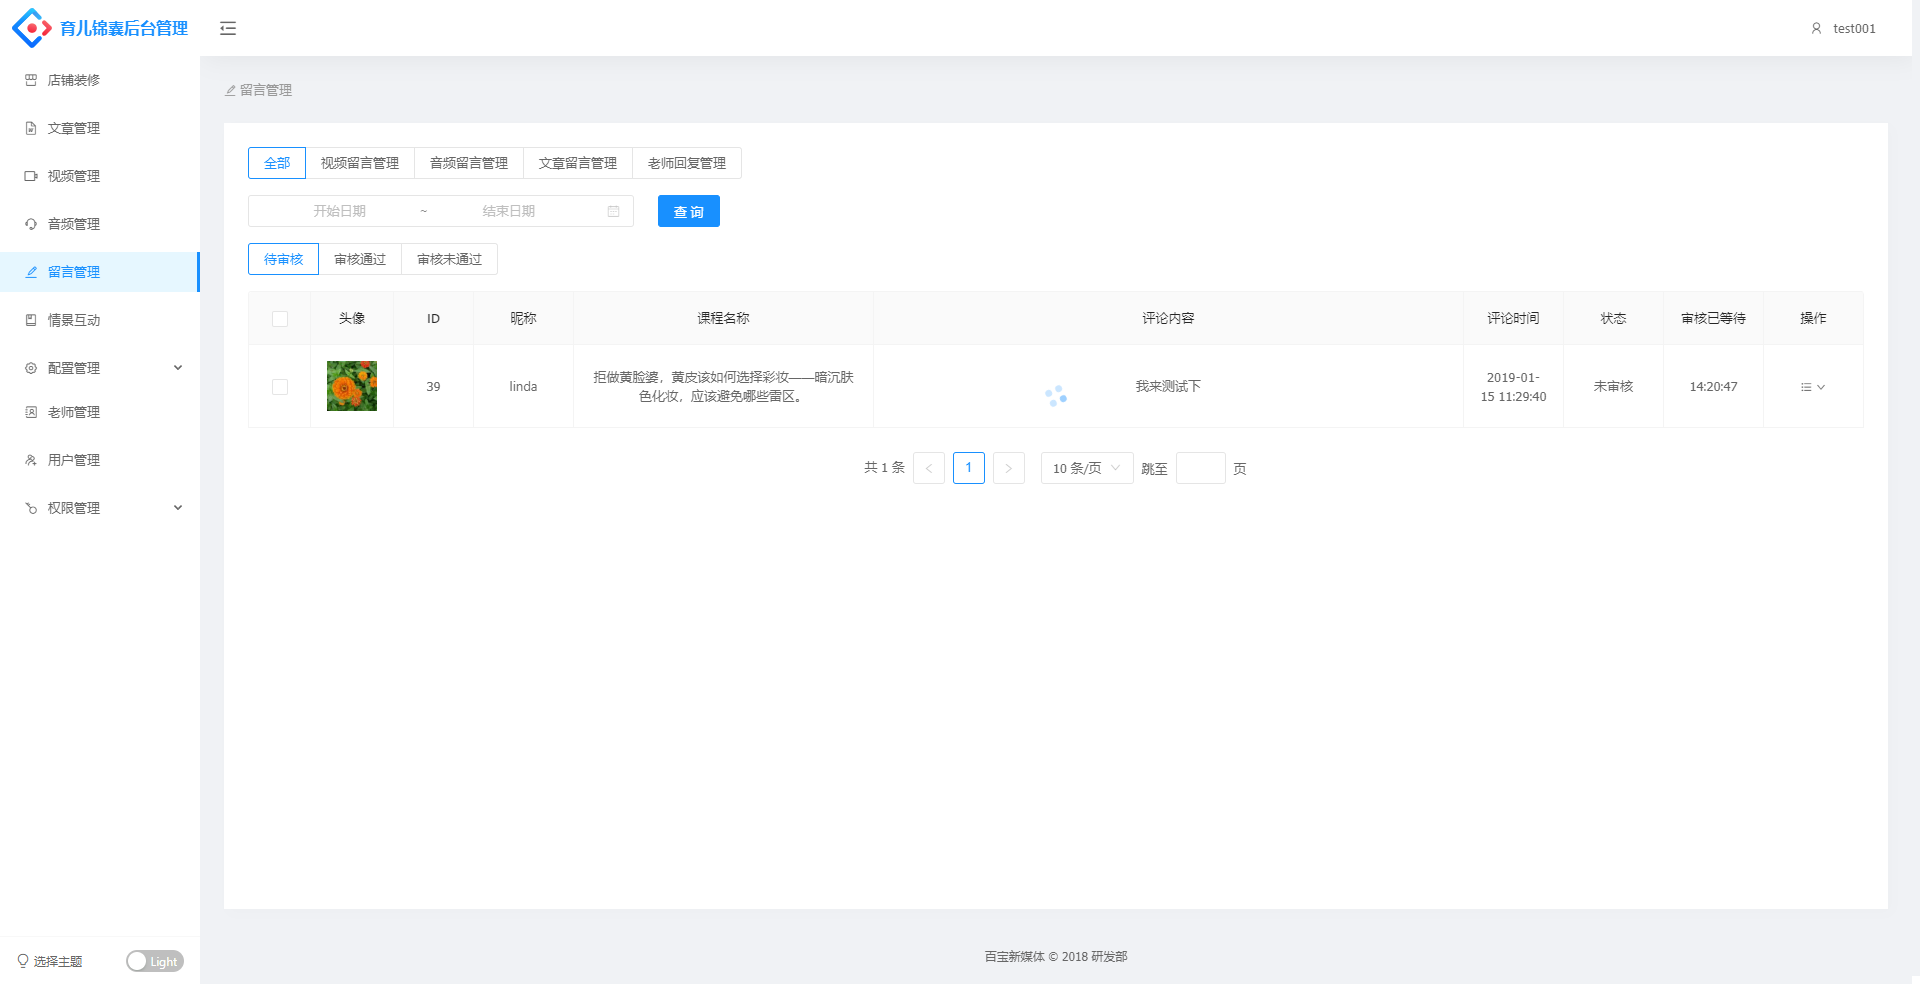 育儿锦囊后台管理
test001
店铺装修
文章管理
视频管理
音频管理
留言管理
情景互动
配置管理
老师管理
用户管理
权限管理
选择主题
Light
留言管理
全部 视频留言管理 音频留言管理 文章留言管理 老师回复管理
开始日期 ~ 结束日期 查 询
待审核 审核通过 审核未通过
头像 ID 昵称 课程名称 评论内容 评论时间 状态 审核已等待 操作
39 linda
拒做黄脸婆，黄皮该如何选择彩妆——暗沉肤
色化妆，应该避免哪些雷区。
我来测试下
2019-01-
15 11:29:40
未审核
14:20:47
共 1 条 < 1 > 10 条/页 跳至 页
百宝新媒体 © 2018 研发部